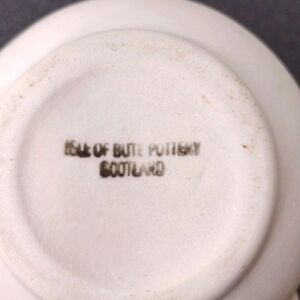 ISLE OF BUTE POTTERY
SCOTLAND